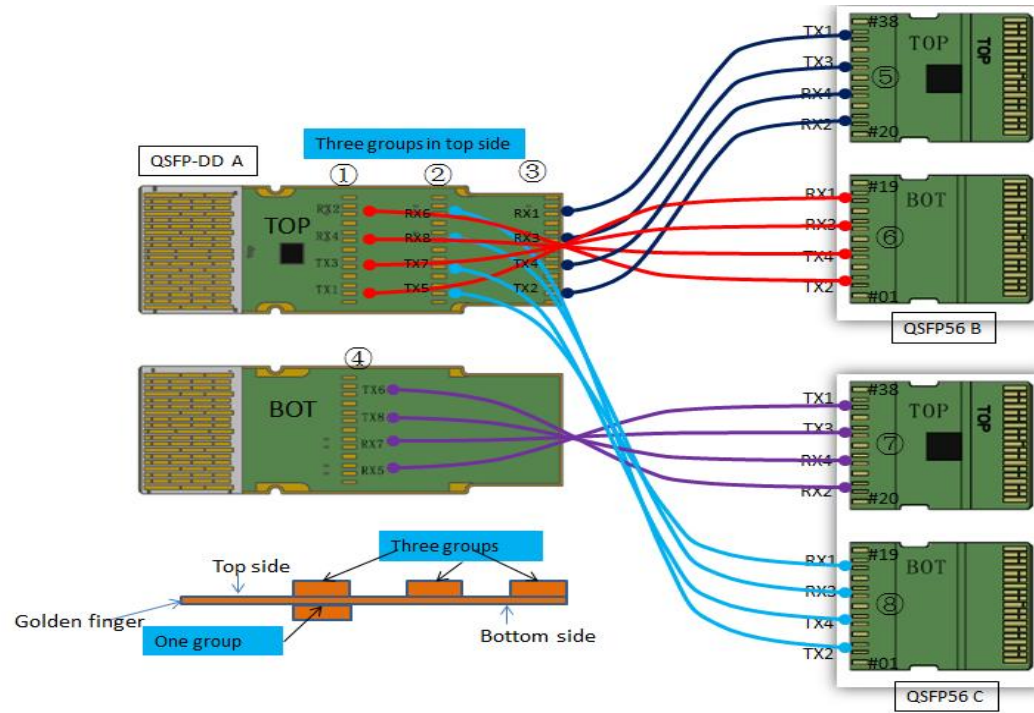 QSFP-DD A
Three groups in top side
① ② ③
TOP
RX2
RX4
TX3
TX1
RX6
RX8
TX7
TX5
RX1
RX3
TX4
TX2
④
BOT
TX6
TX8
RX7
RX5
Top side
Three groups
Golden finger
One group
Bottom side
TX1
TX3
RX4
RX2
#38
TOP
TOP
⑤
#20
RX1
RX3
TX4
TX2
#19
BOT
⑥
#01
QSFP56 B
TX1
TX3
RX4
RX2
#38
TOP
TOP
⑦
#20
RX1
RX3
TX4
TX2
#19
BOT
⑧
#01
QSFP56 C